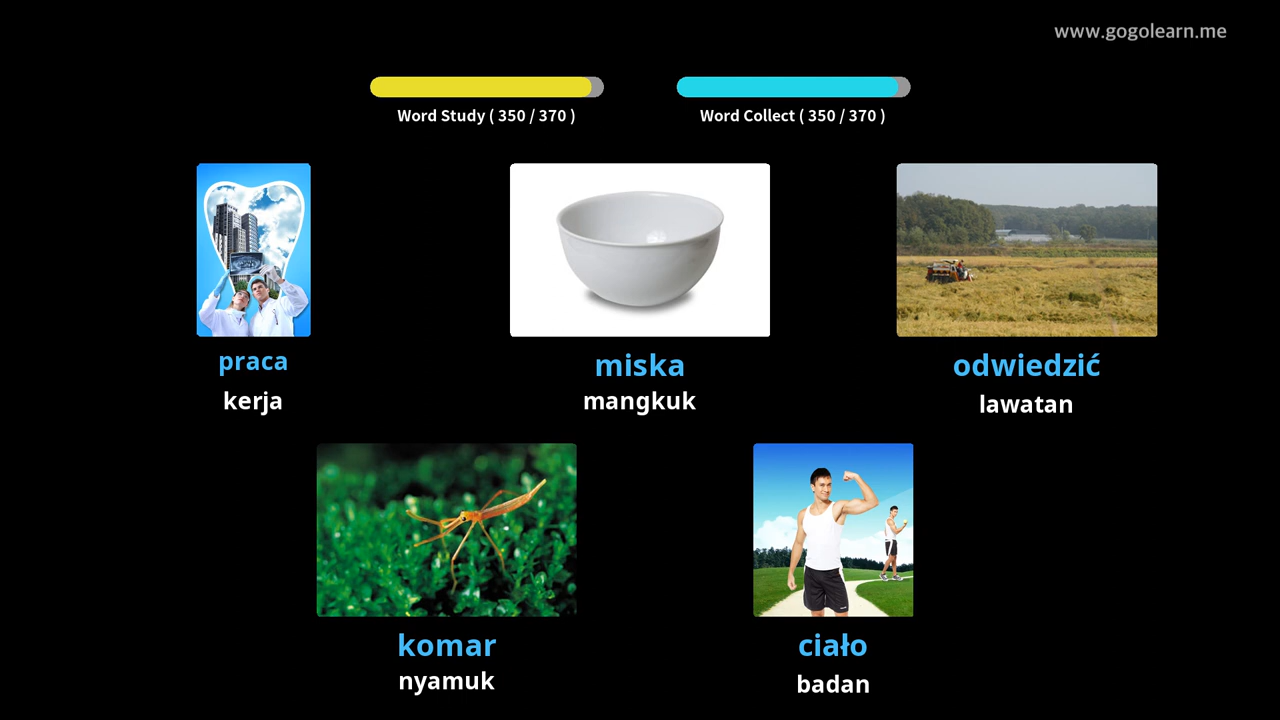 www.gogolearn.me
Word Study ( 350 / 370 )
Word Collect ( 350 / 370 )
praca
kerja
miska
mangkuk
odwiedzić
lawatan
komar
nyamuk
ciało
badan